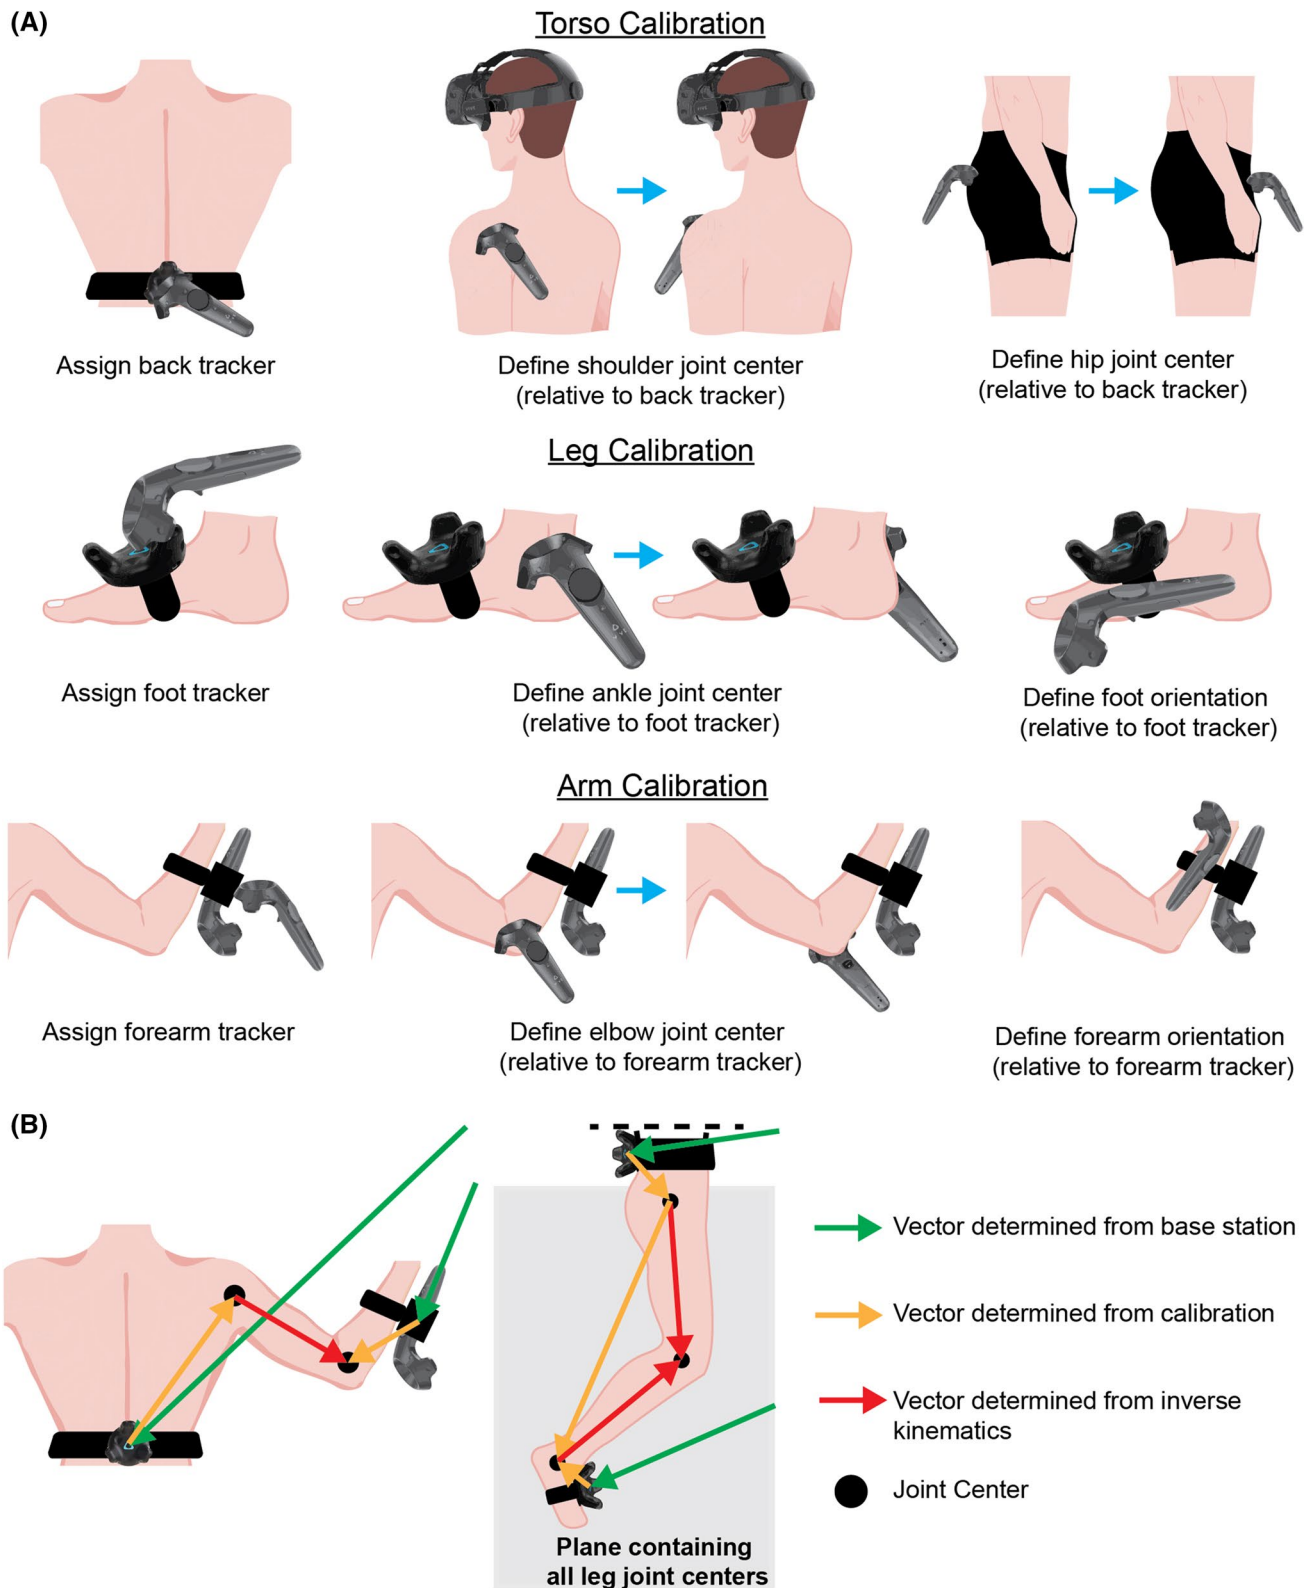 (A)
Torso Calibration
Assign back tracker
Define shoulder joint center
(relative to back tracker)
Define hip joint center
(relative to back tracker)
Leg Calibration
Assign foot tracker
Define ankle joint center
(relative to foot tracker)
Define foot orientation
(relative to foot tracker)
Arm Calibration
Assign forearm tracker
Define elbow joint center
(relative to forearm tracker)
Define forearm orientation
(relative to forearm tracker)
(B)
Vector determined from base station
Vector determined from calibration
Vector determined from inverse
kinematics
Joint Center
Plane containing
all leg joint centers